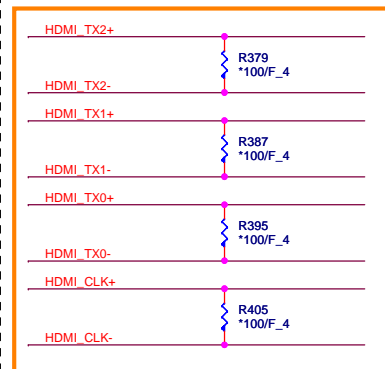 HDMI_TX2+
R379
*100/F_4
HDMI_TX2-
HDMI_TX1+
R387
*100/F_4
HDMI_TX1-
HDMI_TX0+
R395
*100/F_4
HDMI_TX0-
HDMI_CLK+
R405
*100/F_4
HDMI_CLK-